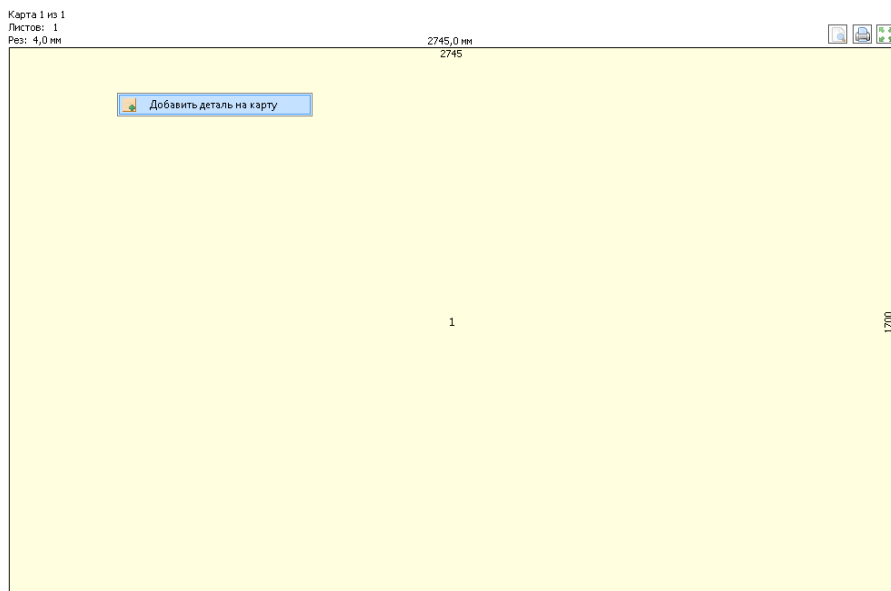 Карта 1 из 1
Листов: 1
Рез: 4,0 мм
2745,0 мм
2745
Добавить деталь на карту
1
1700